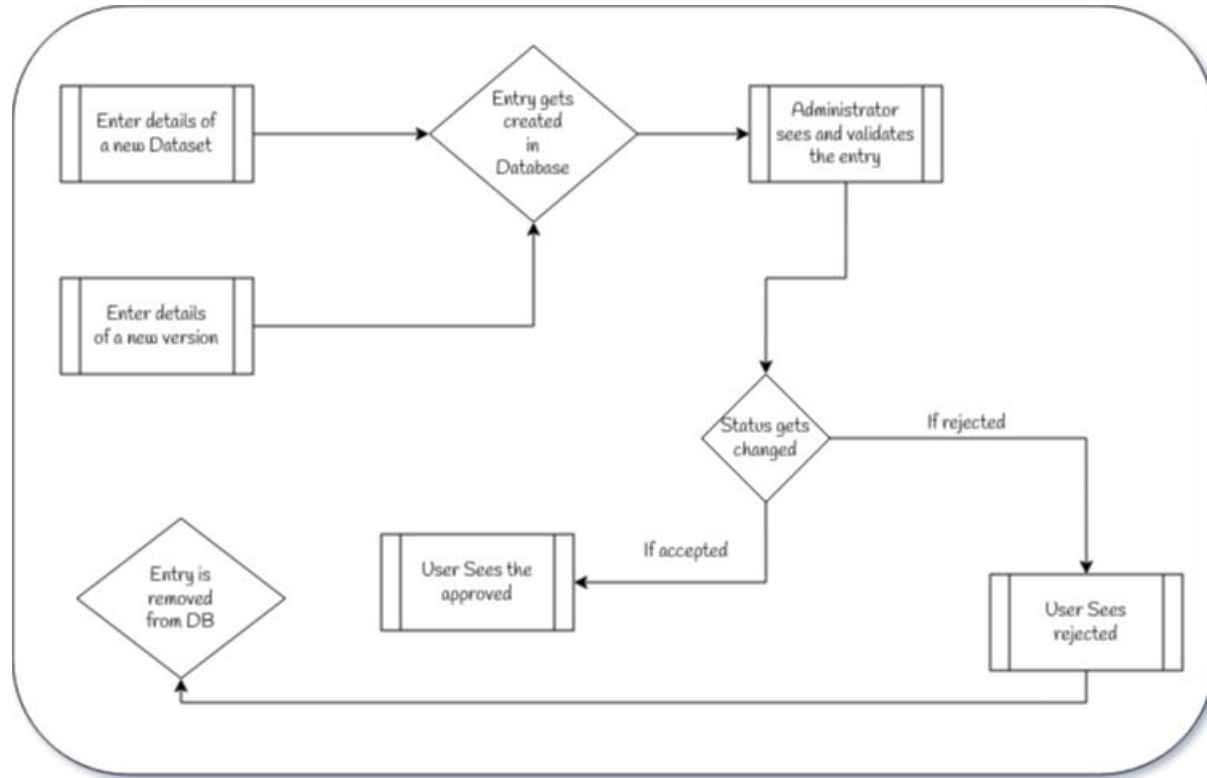 Enter details of
a new Dataset
Entry gets
created
in
Database
Administrator
sees and validates
the entry
Enter details
of a new version
Status gets
changed
If rejected
If accepted
User Sees the
approved
User Sees
rejected
Entry is
removed
from DB